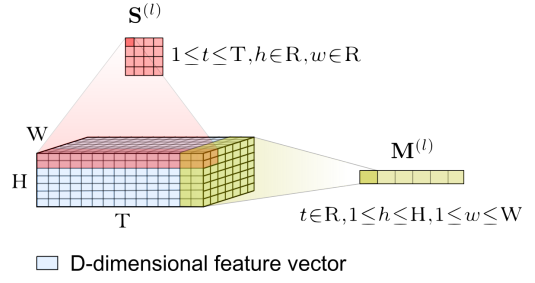 S^(l)
1≤t≤T,h∈R,w∈R
W
H
T
M^(l)
t∈R,1≤h≤H,1≤w≤W
D-dimensional feature vector